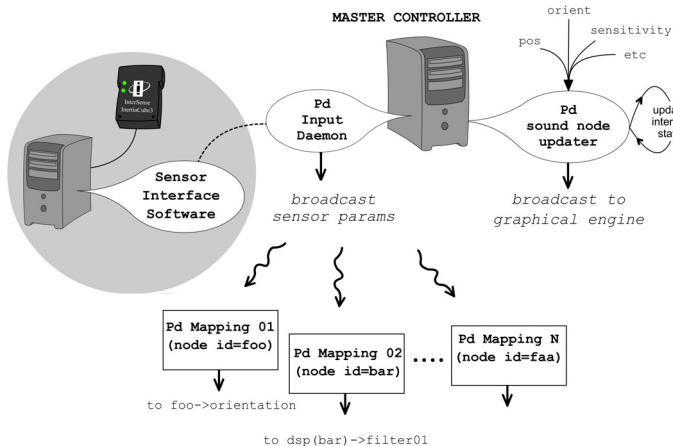 MASTER CONTROLLER
orient
pos
sensitivity
etc
InterSense
InertiaCube3
Pd
Input
Daemon
Pd
sound node
updater
Sensor
Interface
Software
broadcast
sensor params
broadcast to
graphical engine
Pd Mapping 01
(node id=foo)
Pd Mapping 02
(node id=bar)
....
Pd Mapping N
(node id=faa)
to foo->orientation
to dsp(bar)->filter01